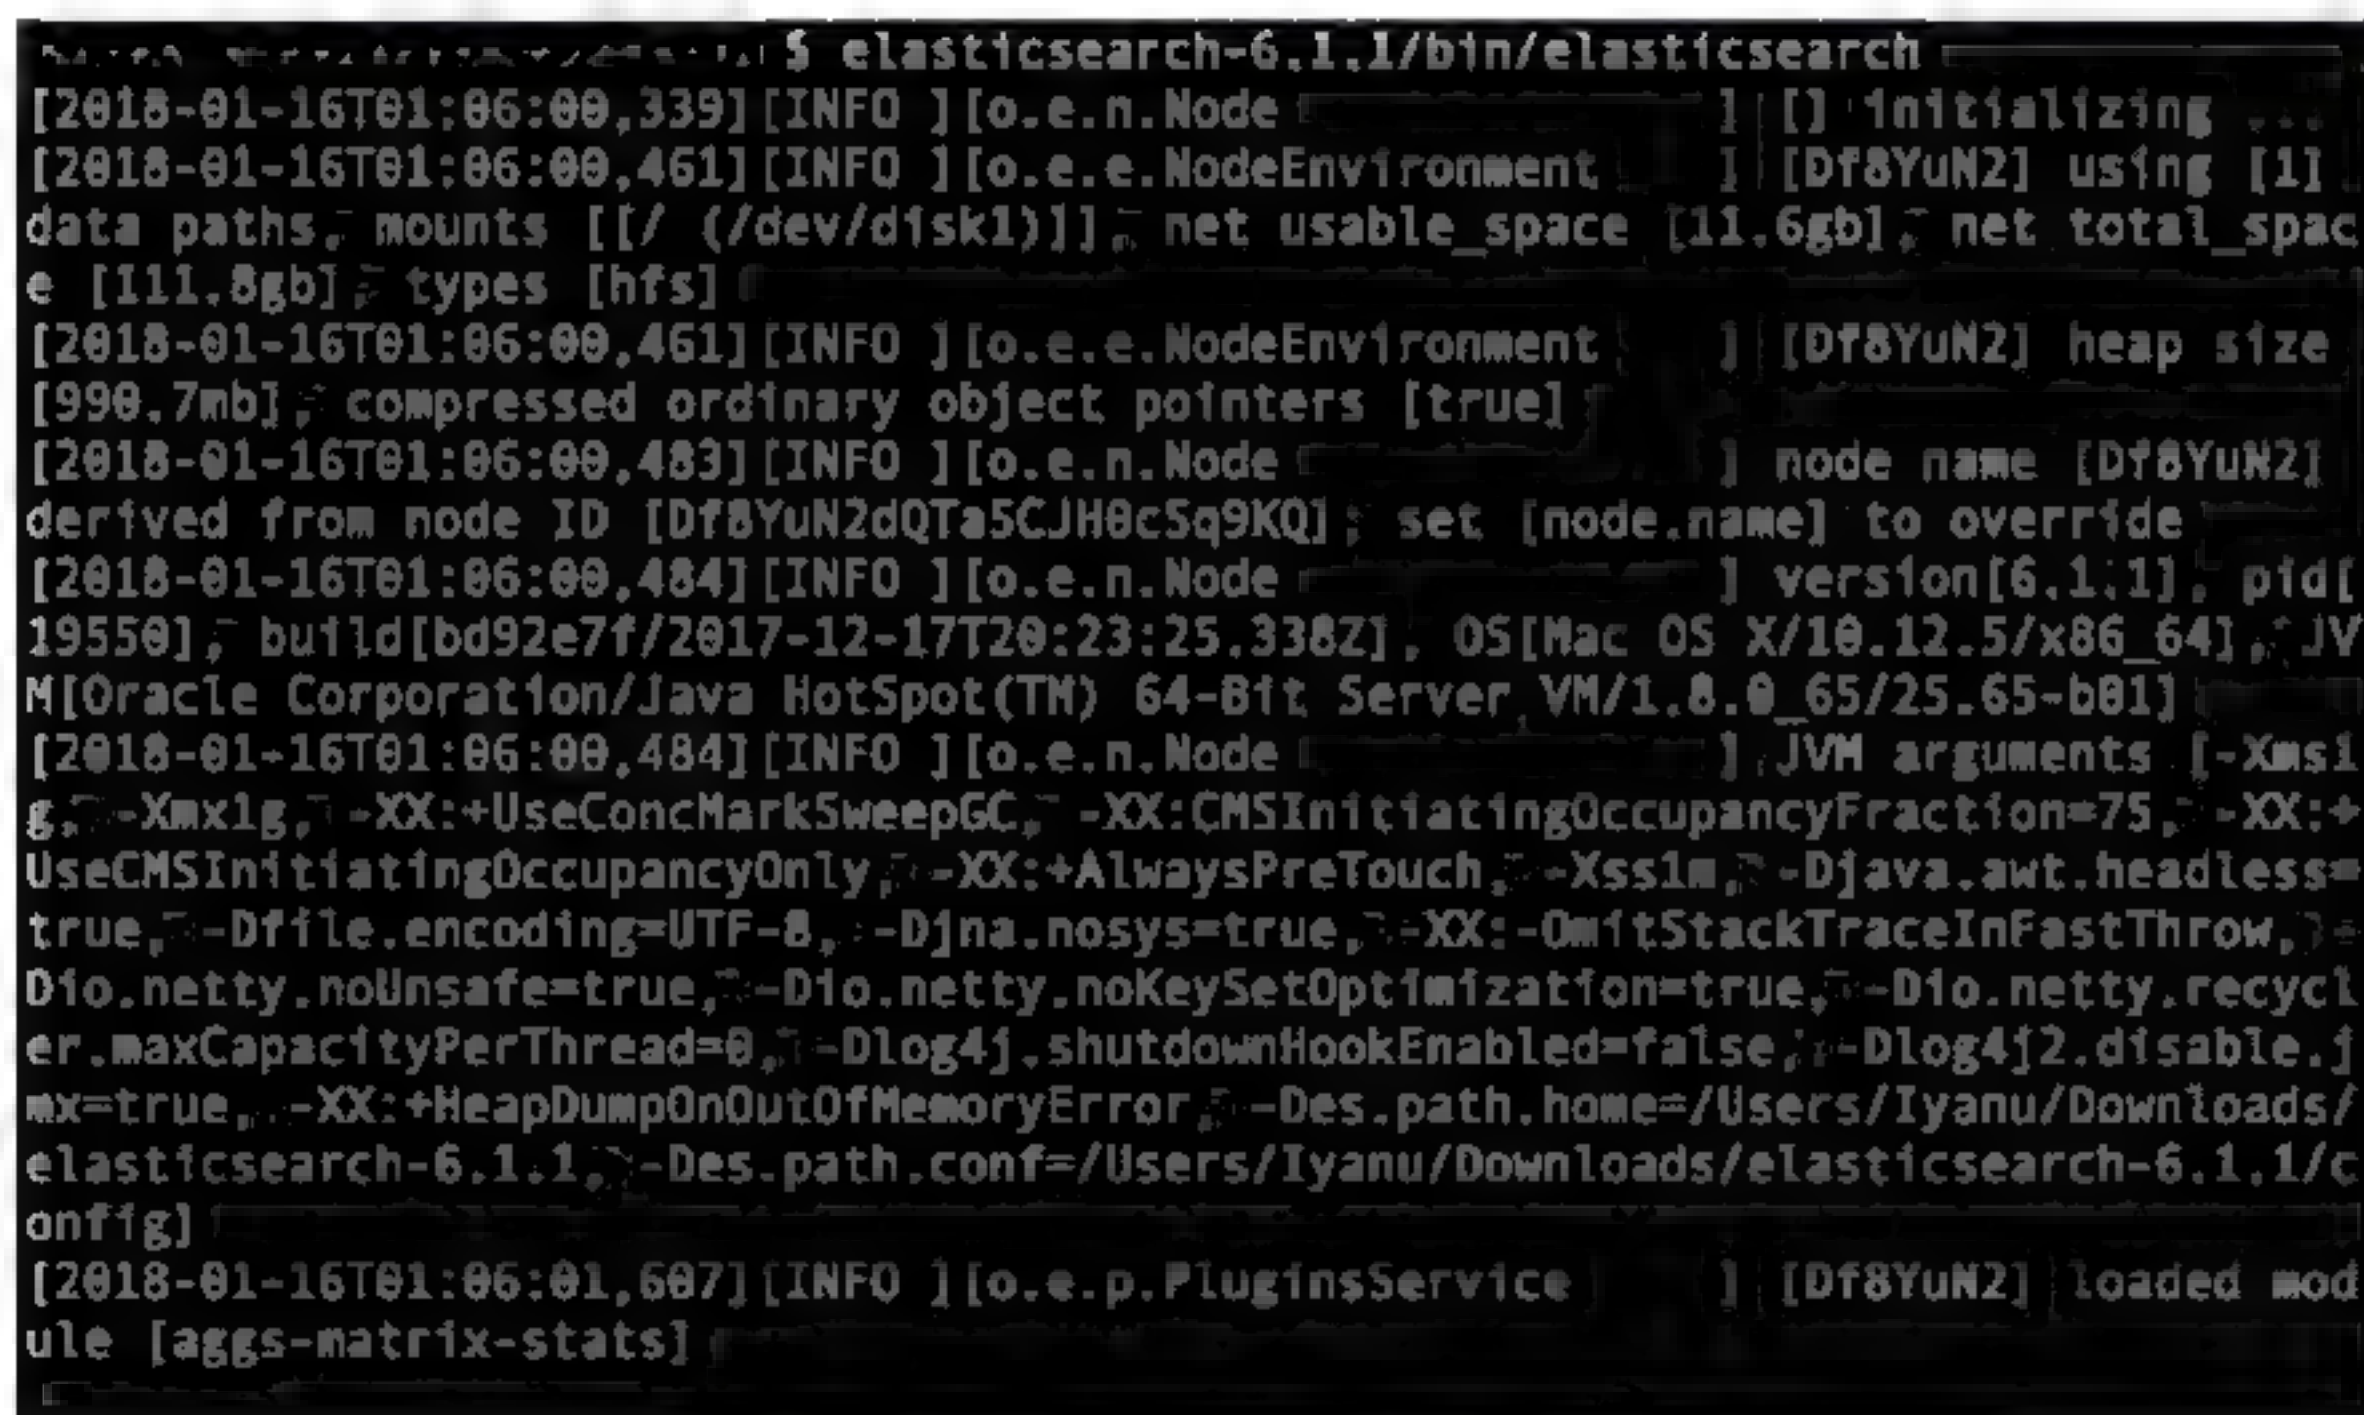 $ elasticsearch-6.1.1/bin/elasticsearch
[2018-01-16T01:06:00,339][INFO ][o.e.n.Node ] [] initializing ...
[2018-01-16T01:06:00,461][INFO ][o.e.e.NodeEnvironment ] [Df8YuN2] using [1]
data paths, mounts [[/ (/dev/disk1)]], net usable_space [11.6gb], net total_spac
e [111.8gb], types [hfs]
[2018-01-16T01:06:00,461][INFO ][o.e.e.NodeEnvironment ] [Df8YuN2] heap size
[990.7mb], compressed ordinary object pointers [true]
[2018-01-16T01:06:00,483][INFO ][o.e.n.Node ] node name [Df8YuN2]
derived from node ID [Df8YuN2dQTa5CJH0cSq9KQ]; set [node.name] to override
[2018-01-16T01:06:00,484][INFO ][o.e.n.Node ] version[6.1.1], pid[
19550], build[bd92e7f/2017-12-17T20:23:25.338Z], OS[Mac OS X/10.12.5/x86_64], JV
M[Oracle Corporation/Java HotSpot(TM) 64-Bit Server VM/1.8.0_65/25.65-b01]
[2018-01-16T01:06:00,484][INFO ][o.e.n.Node ] JVM arguments [-Xms1
g, -Xmx1g, -XX:+UseConcMarkSweepGC, -XX:CMSInitiatingOccupancyFraction=75, -XX:+
UseCMSInitiatingOccupancyOnly, -XX:+AlwaysPreTouch, -Xss1m, -Djava.awt.headless=
true, -Dfile.encoding=UTF-8, -Djna.nosys=true, -XX:-OmitStackTraceInFastThrow, -
Dio.netty.noUnsafe=true, -Dio.netty.noKeySetOptimization=true, -Dio.netty.recycl
er.maxCapacityPerThread=0, -Dlog4j.shutdownHookEnabled=false, -Dlog4j2.disable.j
mx=true, -XX:+HeapDumpOnOutOfMemoryError, -Des.path.home=/Users/Iyanu/Downloads/
elasticsearch-6.1.1, -Des.path.conf=/Users/Iyanu/Downloads/elasticsearch-6.1.1/c
onfig]
[2018-01-16T01:06:01,607][INFO ][o.e.p.PluginsService ] [Df8YuN2] loaded mod
ule [aggs-matrix-stats]